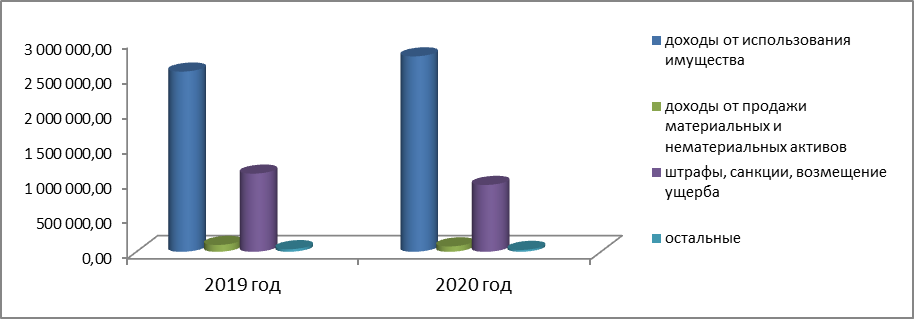 3 000 000,00
2 500 000,00
2 000 000,00
1 500 000,00
1 000 000,00
500 000,00
0,00
2019 год
2020 год
доходы от использования
имущества
доходы от продажи
материальных и
нематериальных активов
штрафы, санкции, возмещение
ущерба
остальные